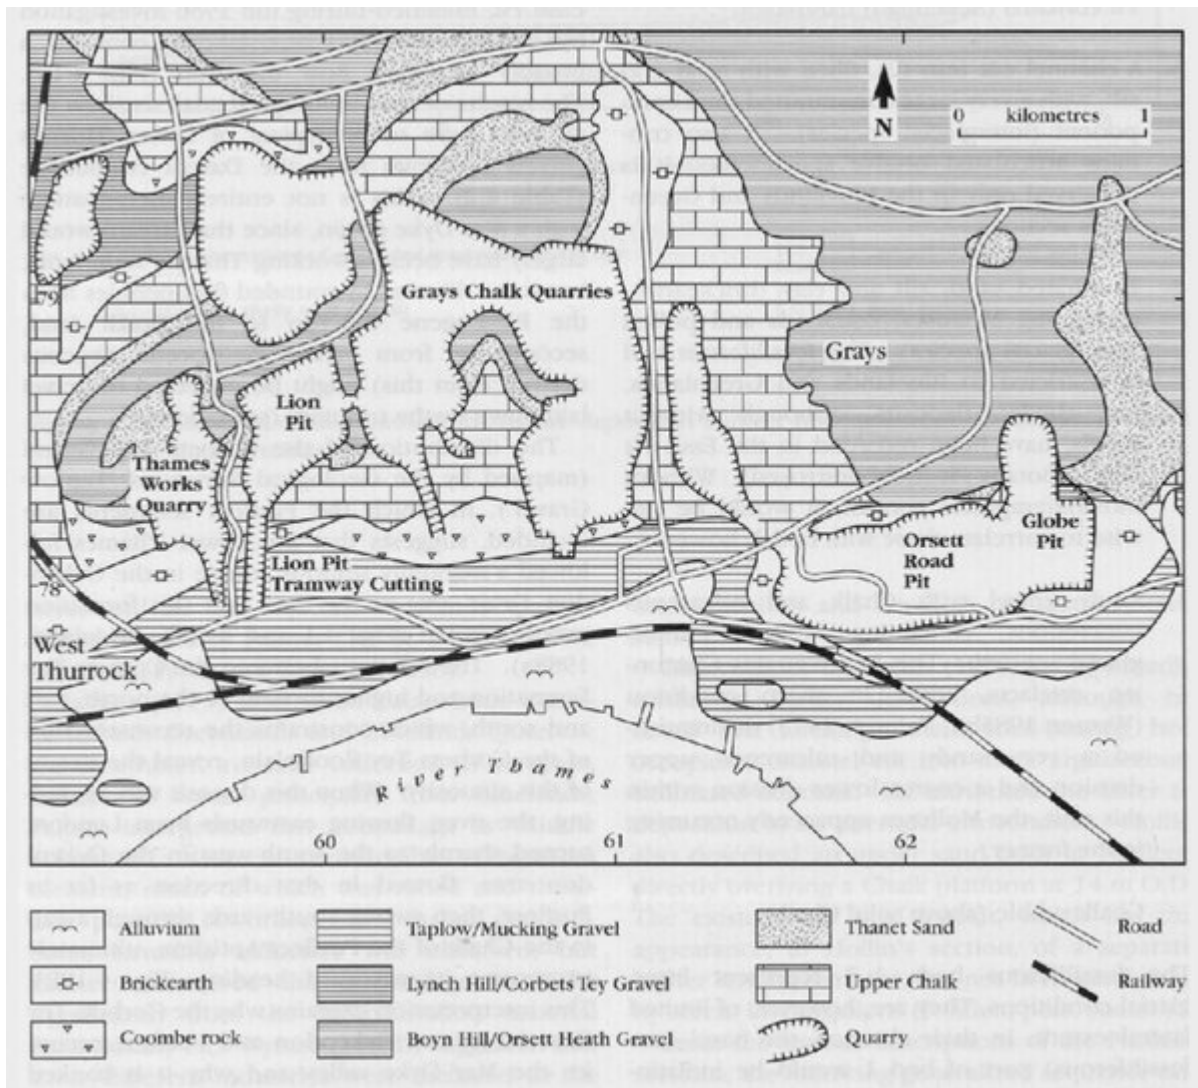 N
0 kilometres 1
79
Grays Chalk Quarries
Grays
Lion
Pit
Thames
Works
Quarry
Globe
Pit
Orsett
Road
Pit
Lion Pit
Tramway Cutting
78
West
Thurrock
River Thames
60
61
62
Alluvium
Brickearth
Coombe rock
Taplow/Mucking Gravel
Lynch Hill/Corbets Tey Gravel
Boyn Hill/Orsett Heath Gravel
Thanet Sand
Upper Chalk
Quarry
Road
Railway